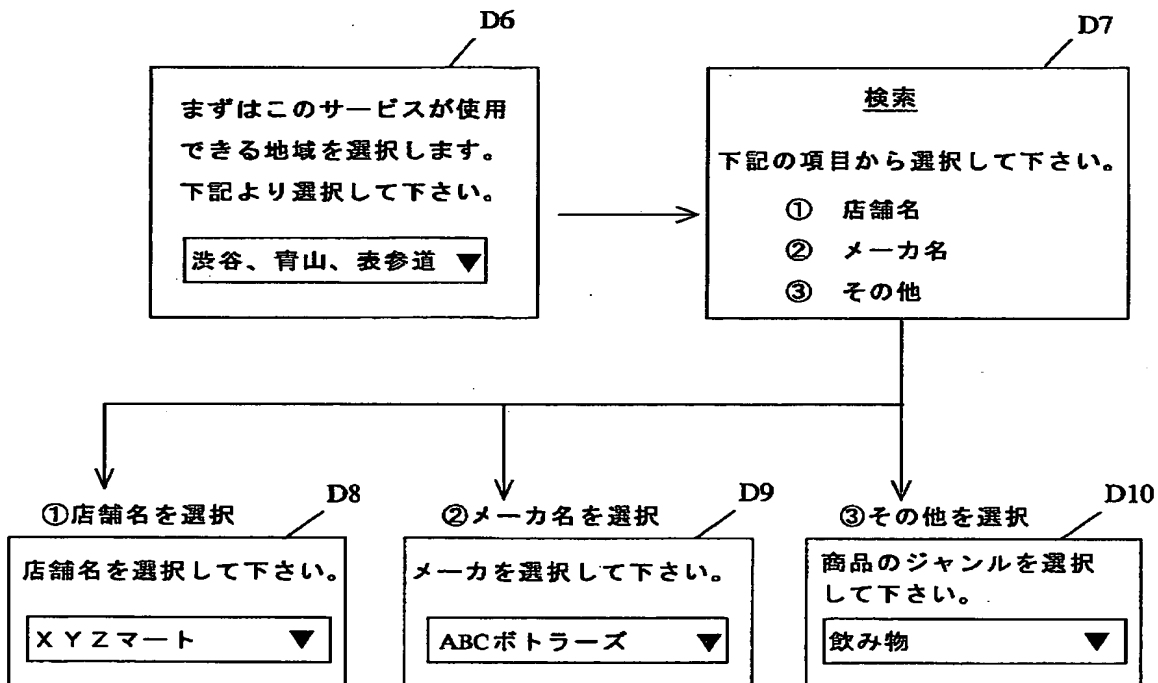 D6
まずはこのサービスが使用
できる地域を選択します。
下記より選択して下さい。
渋谷、青山、表参道 ▼
D7
検索
下記の項目から選択して下さい。
① 店舗名
② メーカ名
③ その他
①店舗名を選択
D8
店舗名を選択して下さい。
XYZマート ▼
②メーカ名を選択
D9
メーカを選択して下さい。
ABCボトラーズ ▼
③その他を選択
D10
商品のジャンルを選択
して下さい。
飲み物 ▼